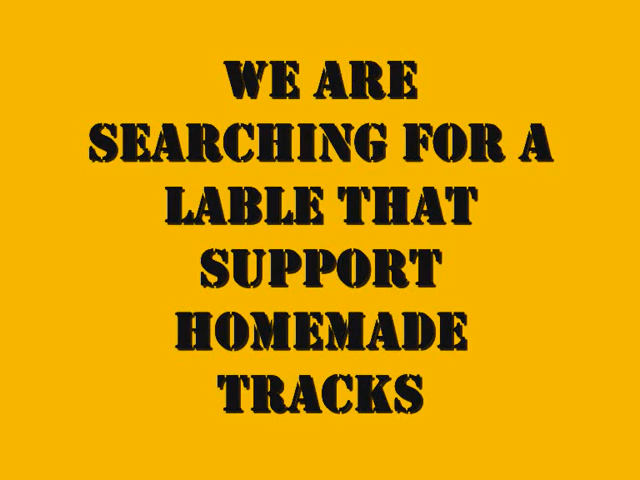 WE ARE
SEARCHING FOR A
LABLE THAT
SUPPORT
HOMEMADE
TRACKS